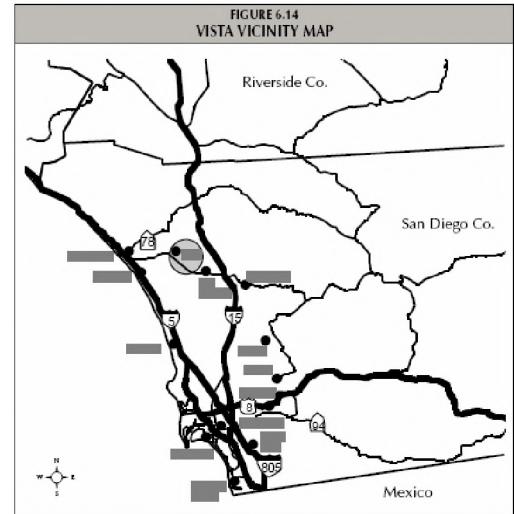 FIGURE 6.14
VISTA VICINITY MAP
Riverside Co.
San Diego Co.
78
5
15
8
94
805
Mexico
N
W E
S